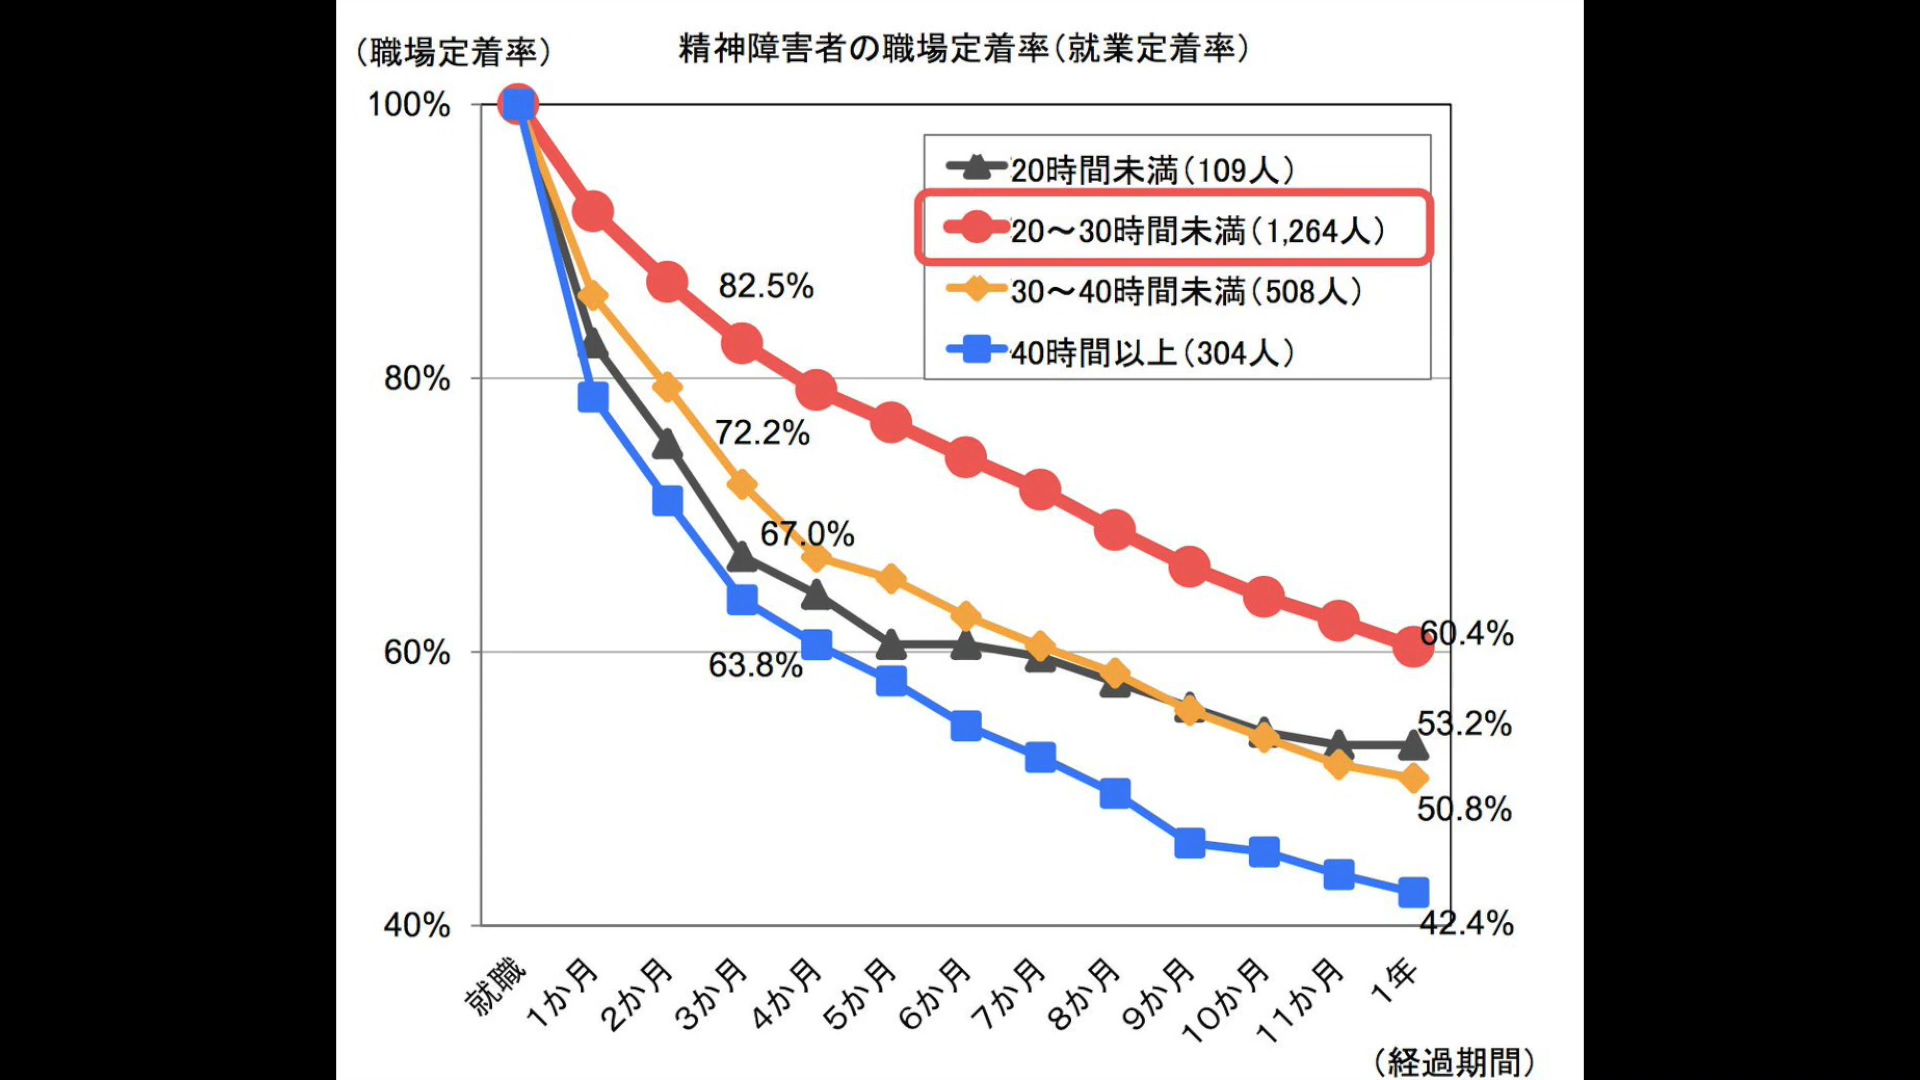 (職場定着率)
精神障害者の職場定着率(就業定着率)
100%
80%
60%
40%
20時間未満(109人)
20〜30時間未満(1,264人)
30〜40時間未満(508人)
40時間以上(304人)
82.5%
72.2%
67.0%
63.8%
60.4%
53.2%
50.8%
42.4%
就職
1か月
2か月
3か月
4か月
5か月
6か月
7か月
8か月
9か月
10か月
11か月
1年
(経過期間)